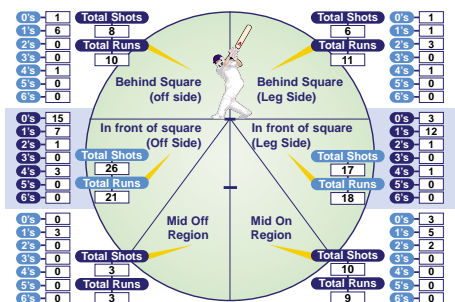 0's 1
1's 6
2's 0
3's 0
4's 1
5's 0
6's 0
Total Shots
8
Total Runs
10
Behind Square
(off side)
Total Shots
6
Total Runs
11
Behind Square
(Leg Side)
0's 1
1's 1
2's 3
3's 0
4's 1
5's 0
6's 0
0's 15
1's 7
2's 1
3's 0
4's 3
5's 0
6's 0
In front of square
(Off Side)
Total Shots
26
Total Runs
21
In front of square
(Leg Side)
Total Shots
17
Total Runs
18
0's 3
1's 12
2's 1
3's 0
4's 1
5's 0
6's 0
0's 0
1's 3
2's 0
3's 0
4's 0
5's 0
6's 0
Mid Off
Region
Total Shots
3
Total Runs
3
Mid On
Region
Total Shots
10
Total Runs
9
0's 3
1's 5
2's 2
3's 0
4's 0
5's 0
6's 0